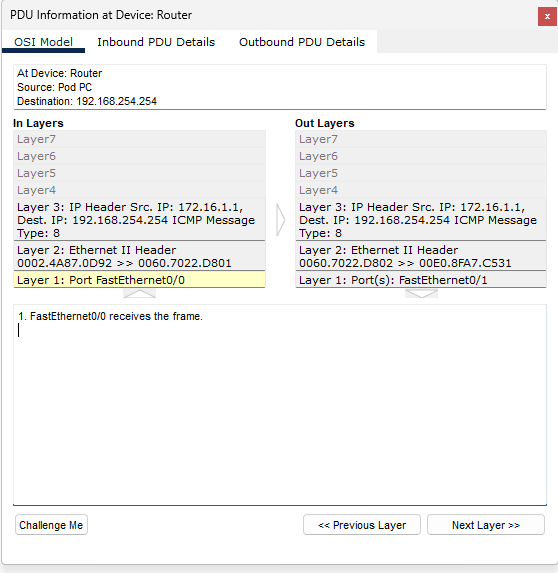 PDU Information at Device: Router
x
OSI Model Inbound PDU Details Outbound PDU Details
At Device: Router
Source: Pod PC
Destination: 192.168.254.254
In Layers
Layer7
Layer6
Layer5
Layer4
Layer 3: IP Header Src. IP: 172.16.1.1,
Dest. IP: 192.168.254.254 ICMP Message
Type: 8
Layer 2: Ethernet II Header
0002.4A87.0D92 >> 0060.7022.D801
Layer 1: Port FastEthernet0/0
Out Layers
Layer7
Layer6
Layer5
Layer4
Layer 3: IP Header Src. IP: 172.16.1.1,
Dest. IP: 192.168.254.254 ICMP Message
Type: 8
Layer 2: Ethernet II Header
0060.7022.D802 >> 00E0.8FA7.C531
Layer 1: Port(s): FastEthernet0/1
1. FastEthernet0/0 receives the frame.
Challenge Me
<< Previous Layer
Next Layer >>